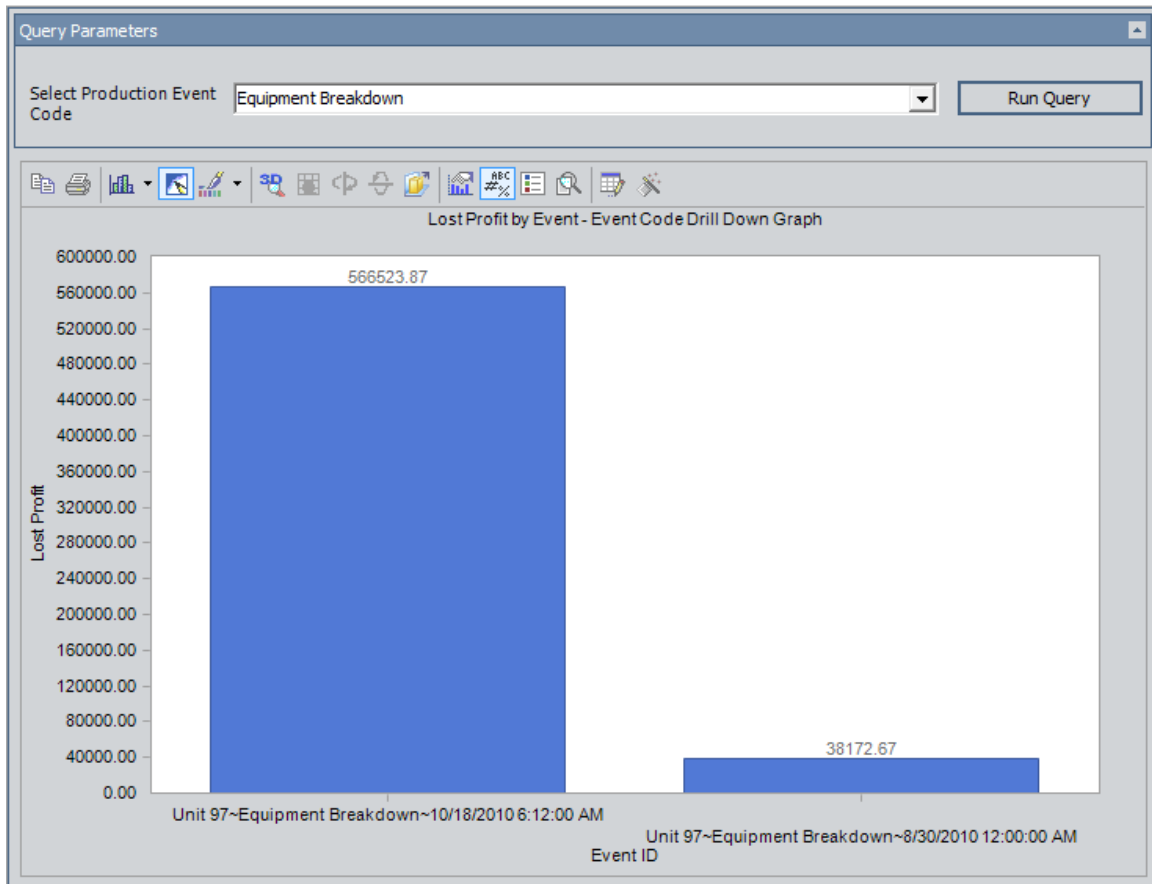 Query Parameters
Select Production Event
Code
Equipment Breakdown
Run Query
3D
ABC
#%
Lost Profit by Event - Event Code Drill Down Graph
600000.00
560000.00
520000.00
480000.00
440000.00
400000.00
360000.00
320000.00
280000.00
240000.00
200000.00
160000.00
120000.00
80000.00
40000.00
0.00
Lost Profit
566523.87
38172.67
Unit 97~Equipment Breakdown~10/18/2010 6:12:00 AM
Unit 97~Equipment Breakdown~8/30/2010 12:00:00 AM
Event ID